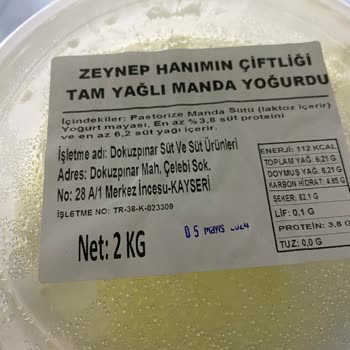 ZEYNEP HANIMIN ÇİFTLİĞİ
TAM YAĞLI MANDA YOĞURDU
İçindekiler: Pastorize Manda Sütü (laktoz içerir)
Yogurt mayası, En az %3,8 süt proteini
ve en az 6,2 süt yağı içerir.
İşletme adı: Dokuzpınar Süt Ve Süt Ürünleri
Adres: Dokuzpınar Mah. Çelebi Sok.
No: 28 A/1 Merkez İncesu-KAYSERİ
İŞLETME NO: TR-38-K-023309
Net: 2 KG
05 mayıs 2024
ENERJİ: 112 KCAL
TOPLAM YAĞ: 6,21 G
DOYMUŞ YAĞ: 6,21 G
KARBON HİDRAT: 4,65 G
ŞEKER: 82,1 G
LİF: 0,1 G
PROTEİN: 3,8 G
TUZ: 0,0 G